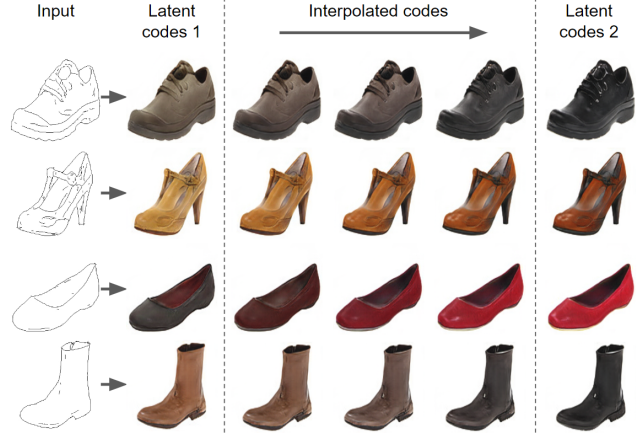 Input
Latent
codes 1
Interpolated codes
Latent
codes 2